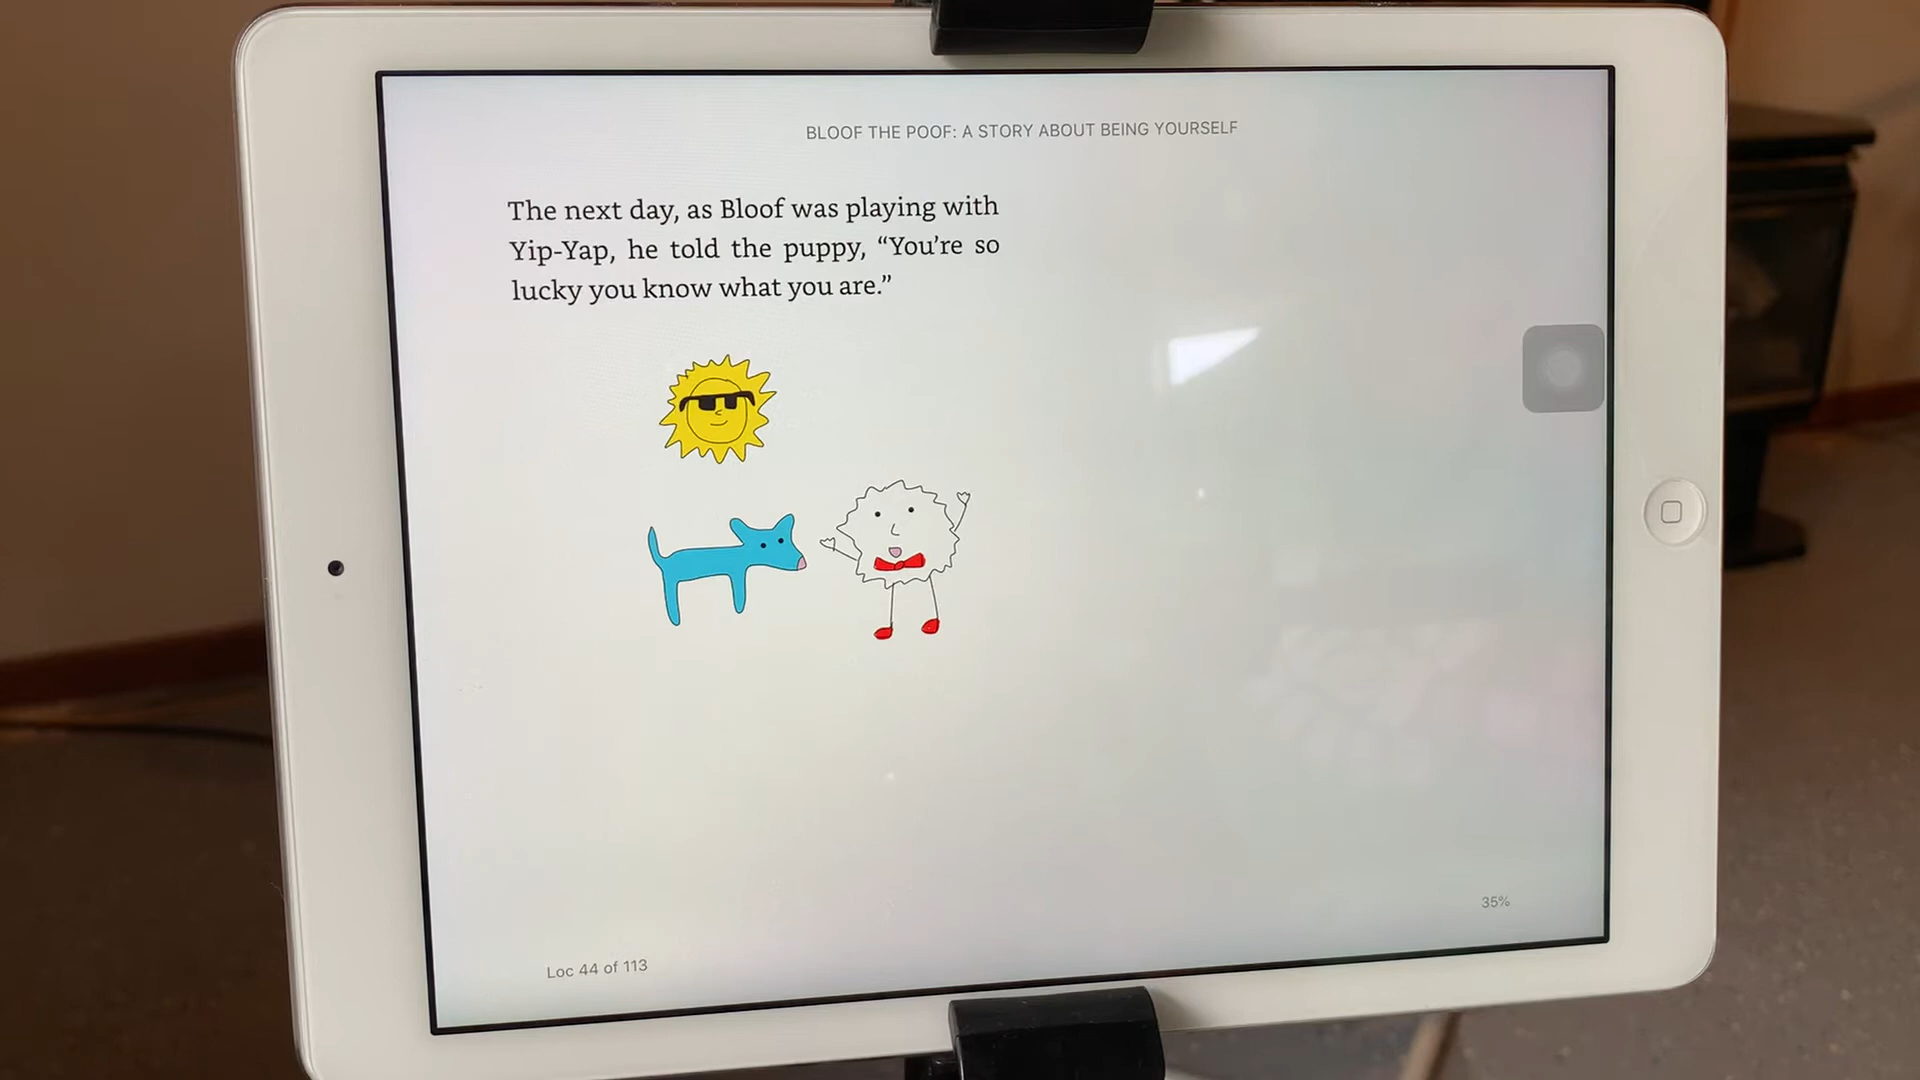 BLOOF THE POOF: A STORY ABOUT BEING YOURSELF
The next day, as Bloof was playing with
Yip-Yap, he told the puppy, “You’re so
lucky you know what you are.”
35%
Loc 44 of 113